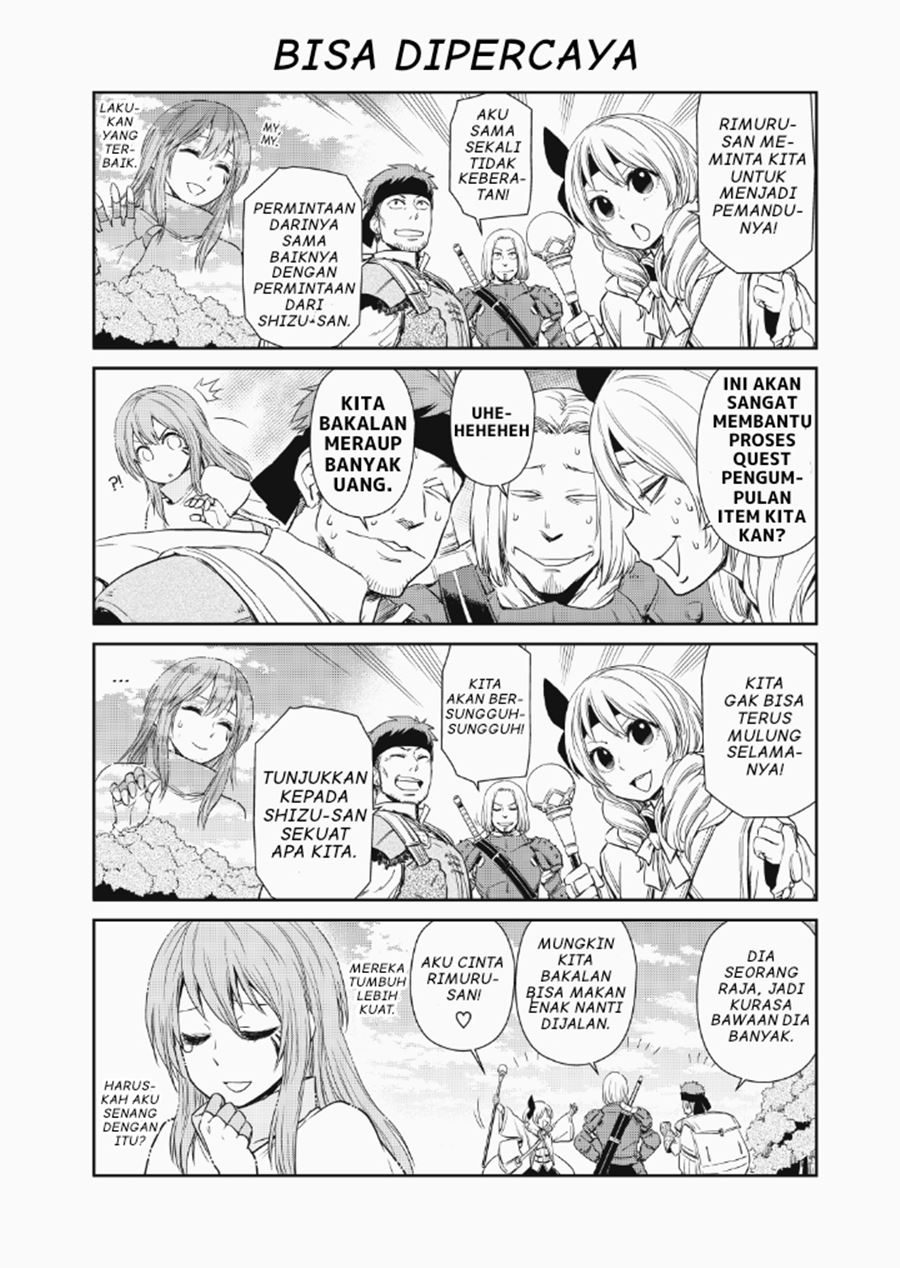 BISA DIPERCAYA
RIMURU-
SAN ME-
MINTA KITA
UNTUK
MENJADI
PEMANDU-
NYA!
AKU
SAMA
SEKALI
TIDAK
KEBERA-
TAN!
PERMINTAAN
DARINYA
SAMA
BAIKNYA
DENGAN
PERMINTAAN
DARI
SHIZU-SAN.
MY,
MY.
LAKU-
KAN
YANG
TER-
BAIK.
INI AKAN
SANGAT
MEMBANTU
PROSES
QUEST
PENGUM-
PULAN
ITEM KITA
KAN?
UHE-
HEHEHEH
KITA
BAKALAN
MERAUP
BANYAK
UANG.
?!
KITA
GAK BISA
TERUS
MULUNG
SELAMA-
NYA!
KITA
AKAN BER-
SUNGGUH-
SUNGGUH!
TUNJUKKAN
KEPADA
SHIZU-SAN
SEKUAT
APA KITA.
...
DIA
SEORANG
RAJA, JADI
KURASA
BAWAAN DIA
BANYAK.
MUNGKIN
KITA
BAKALAN
BISA MAKAN
ENAK NANTI
DIJALAN.
AKU CINTA
RIMURU-
SAN!
♡
MEREKA
TUMBUH
LEBIH
KUAT.
HARUS-
KAH AKU
SENANG
DENGAN
ITU?